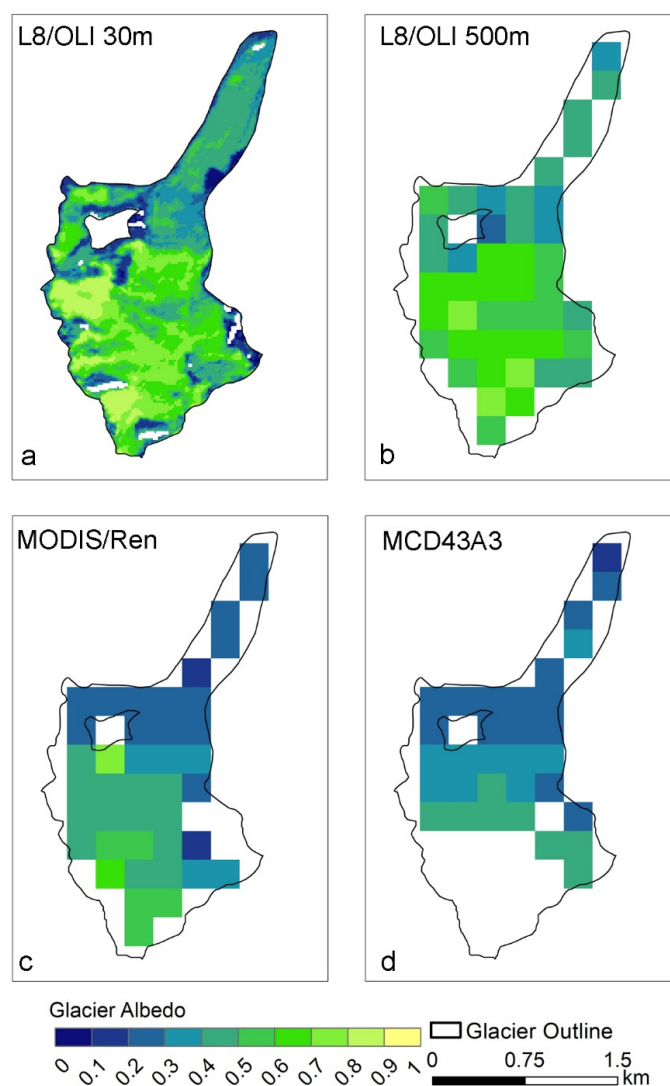 L8/OLI 30m
L8/OLI 500m
a
b
MODIS/Ren
MCD43A3
c
d
Glacier Albedo
Glacier Outline
0 0.1 0.2 0.3 0.4 0.5 0.6 0.7 0.8 0.9 1
0 0.75 1.5
km